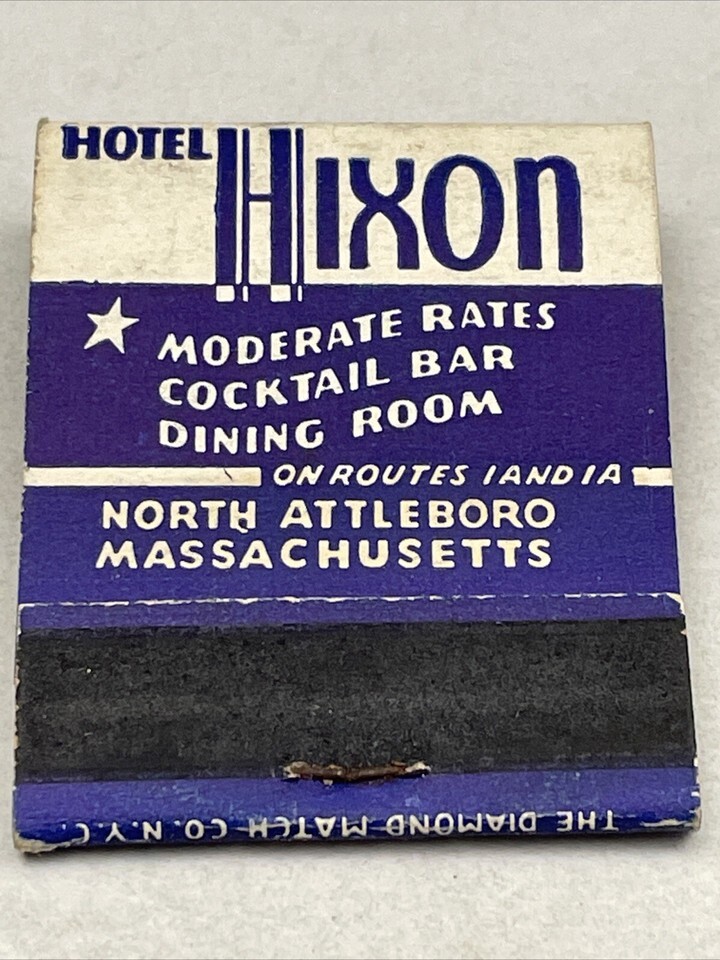 HOTEL HIXON
MODERATE RATES
COCKTAIL BAR
DINING ROOM
ON ROUTES 1 AND 1A
NORTH ATTLEBORO
MASSACHUSETTS
THE DIAMOND MATCH CO. N.Y.C.